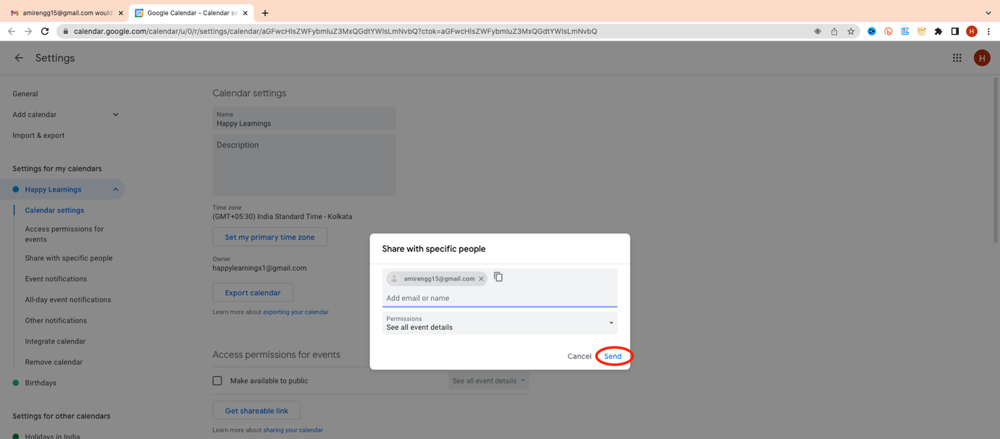 amirengg15@gmail.com would
Google Calendar - Calendar se
calendar.google.com/calendar/u/0/r/settings/calendar/aGFwcHlsZWFybmluZ3MxQGdtYWlsLmNvbQ?ctok=aGFwcHlsZWFybmluZ3MxQGdtYWlsLmNvbQ
H
Settings
H
General
Add calendar
Import & export
Settings for my calendars
Happy Learnings
Calendar settings
Access permissions for
events
Share with specific people
Event notifications
All-day event notifications
Other notifications
Integrate calendar
Remove calendar
Birthdays
Settings for other calendars
Holidays in India
Calendar settings
Name
Happy Learnings
Description
Time zone
(GMT+05:30) India Standard Time - Kolkata
Set my primary time zone
Owner
happylearnings1@gmail.com
Export calendar
Learn more about exporting your calendar
Access permissions for events
Make available to public
See all event details
Get shareable link
Learn more about sharing your calendar
Share with specific people
amirengg15@gmail.com
Add email or name
Permissions
See all event details
Cancel
Send